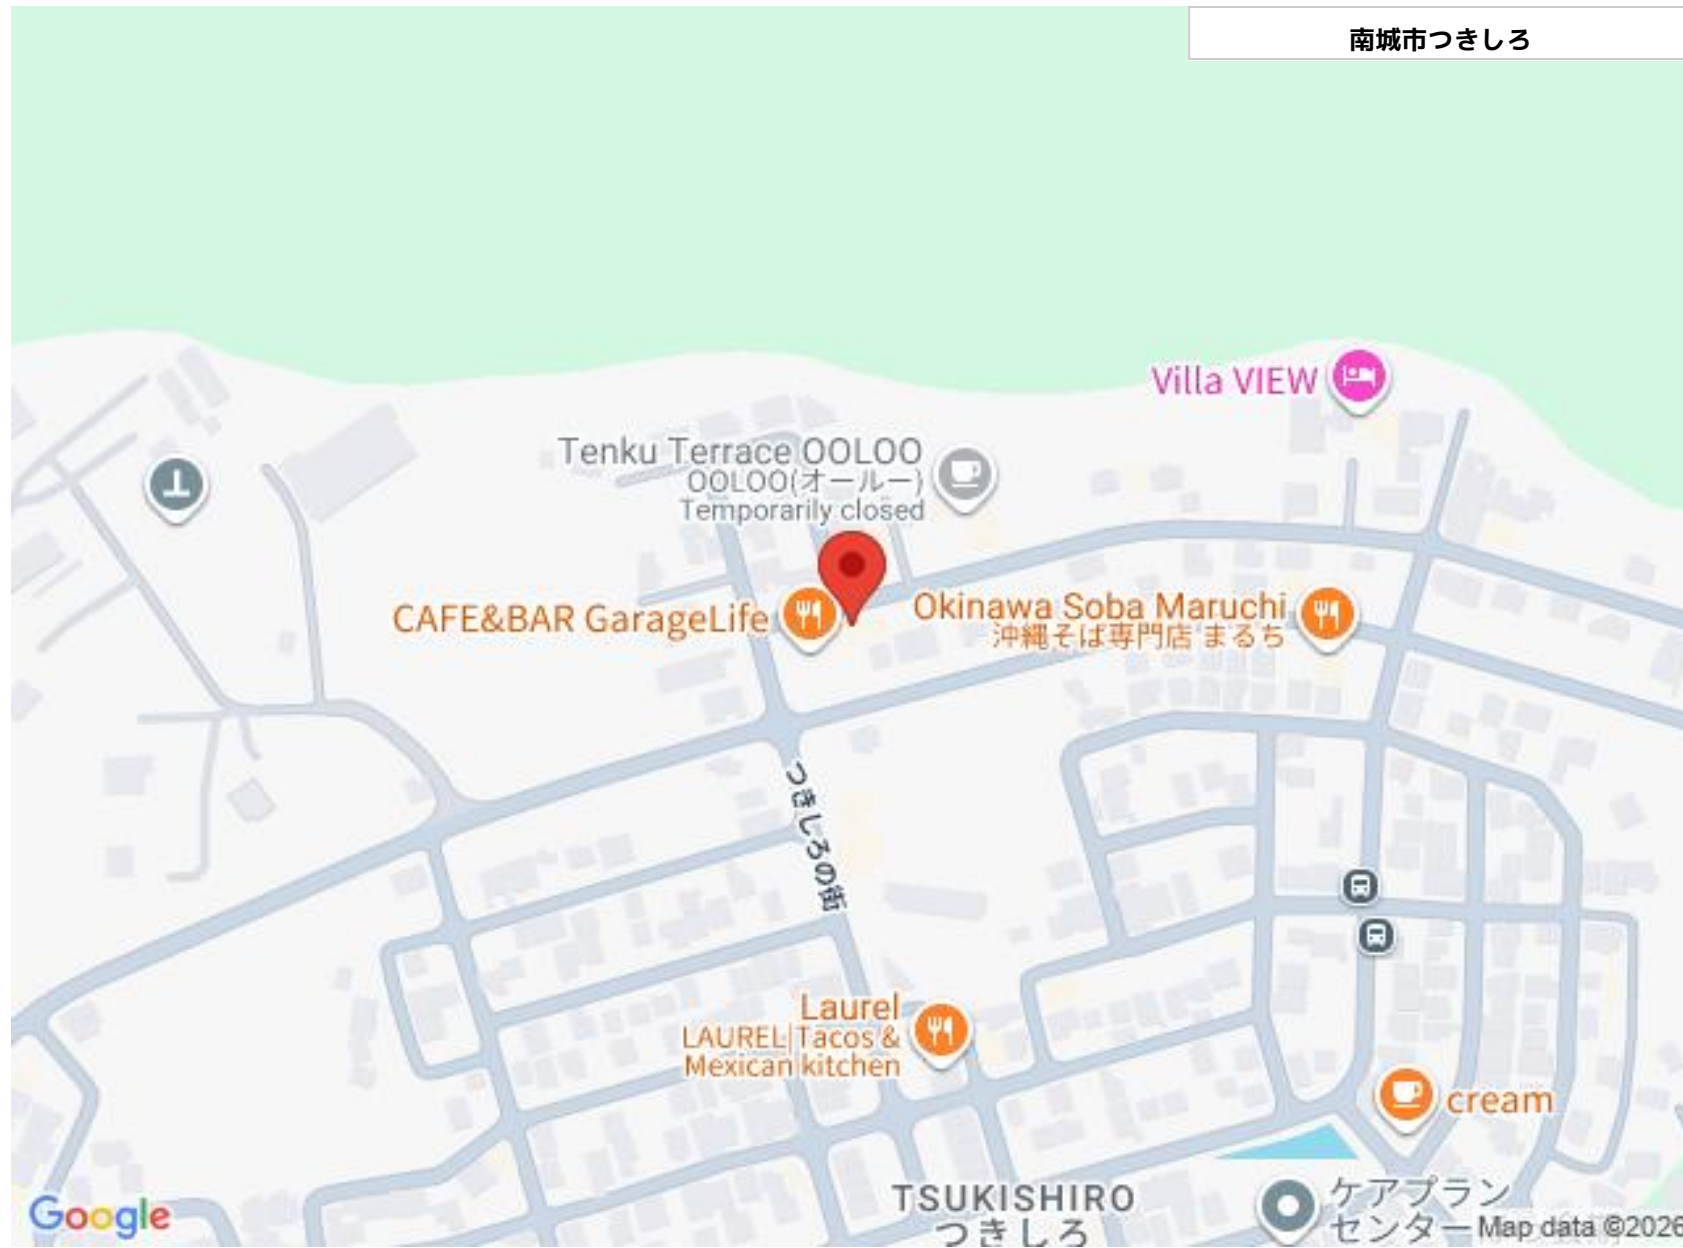 南城市つきしろ
Villa VIEW
Tenku Terrace OOLOO
OOLOO(オールー)
Temporarily closed
CAFE&BAR GarageLife
Okinawa Soba Maruchi
沖縄そば専門店 まるち
つきしろの街
Laurel
LAUREL|Tacos &
Mexican kitchen
cream
TSUKISHIRO
つきしろ
ケアプラン
センター
Google
Map data ©2026